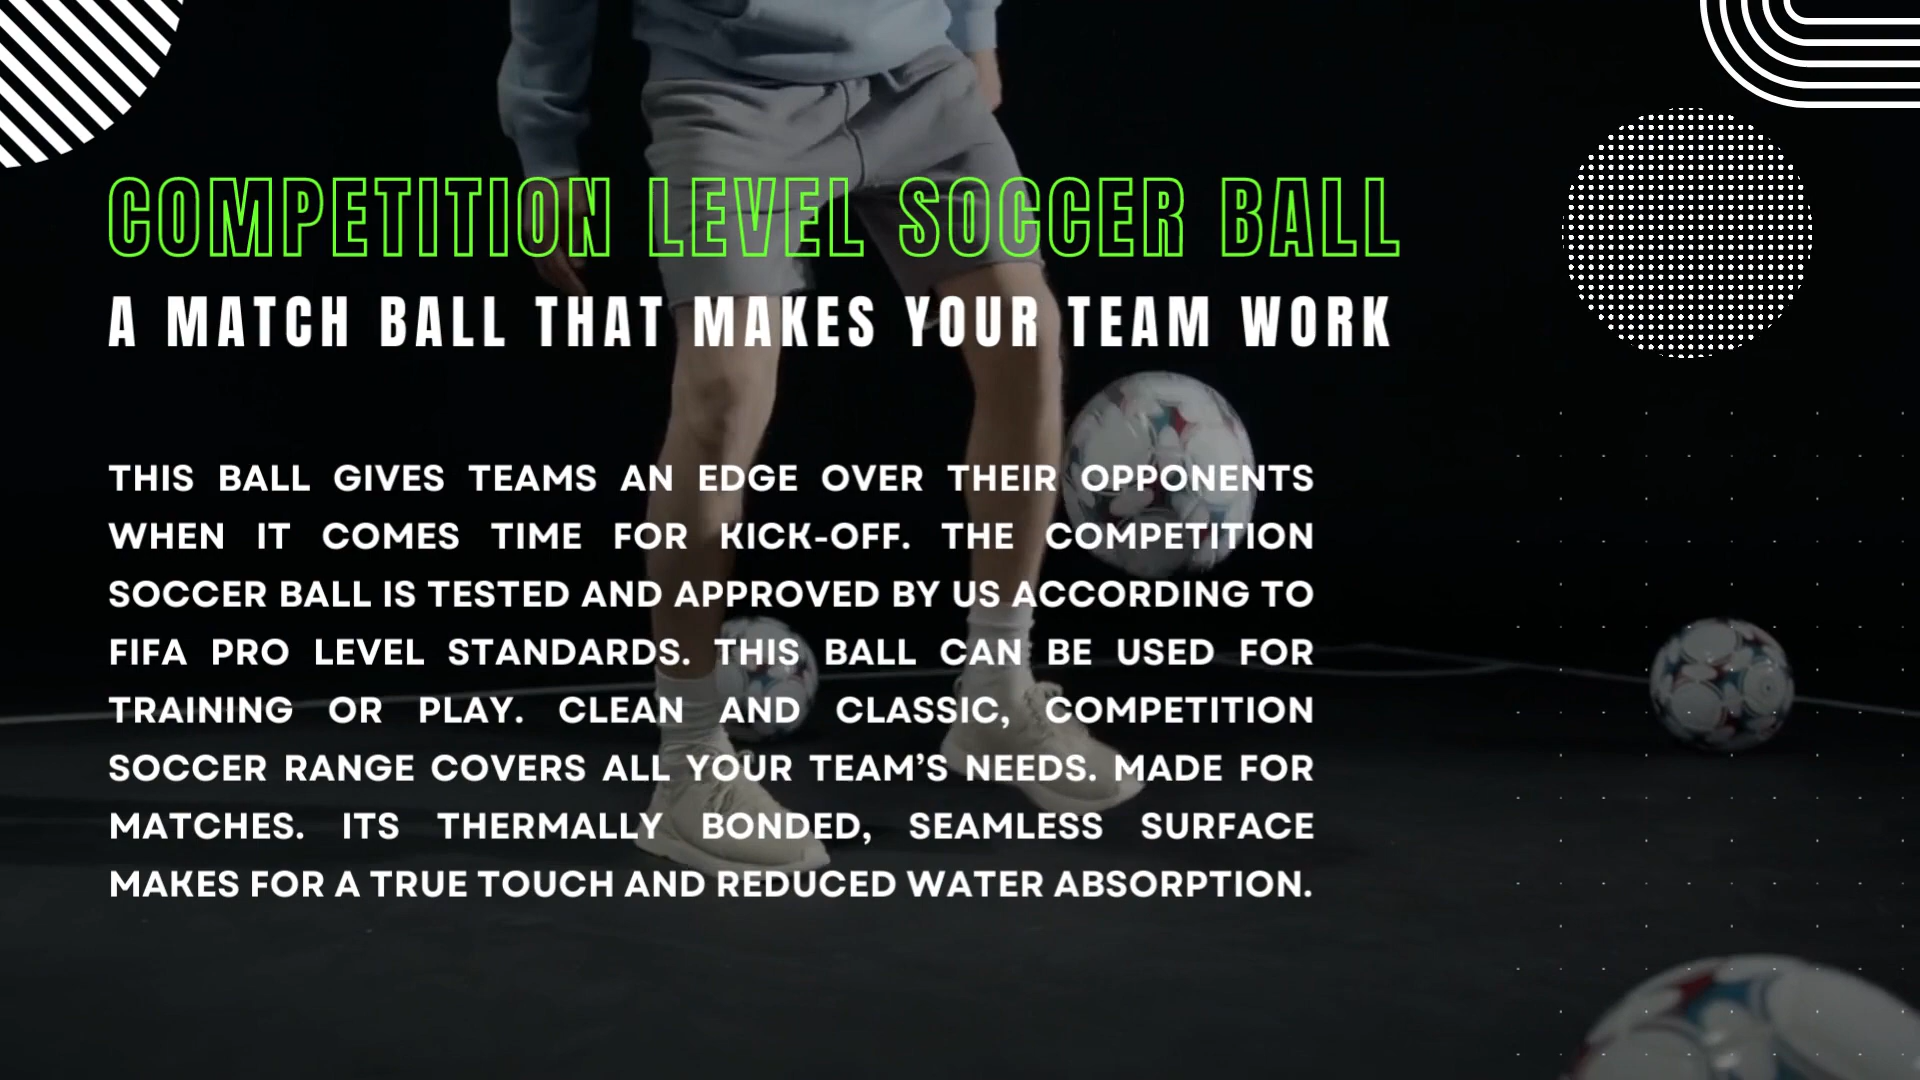 COMPETITION LEVEL SOCCER BALL
A MATCH BALL THAT MAKES YOUR TEAM WORK
THIS BALL GIVES TEAMS AN EDGE OVER THEIR OPPONENTS
WHEN IT COMES TIME FOR KICK-OFF. THE COMPETITION
SOCCER BALL IS TESTED AND APPROVED BY US ACCORDING TO
FIFA PRO LEVEL STANDARDS. THIS BALL CAN BE USED FOR
TRAINING OR PLAY. CLEAN AND CLASSIC, COMPETITION
SOCCER RANGE COVERS ALL YOUR TEAM’S NEEDS. MADE FOR
MATCHES. ITS THERMALLY BONDED, SEAMLESS SURFACE
MAKES FOR A TRUE TOUCH AND REDUCED WATER ABSORPTION.